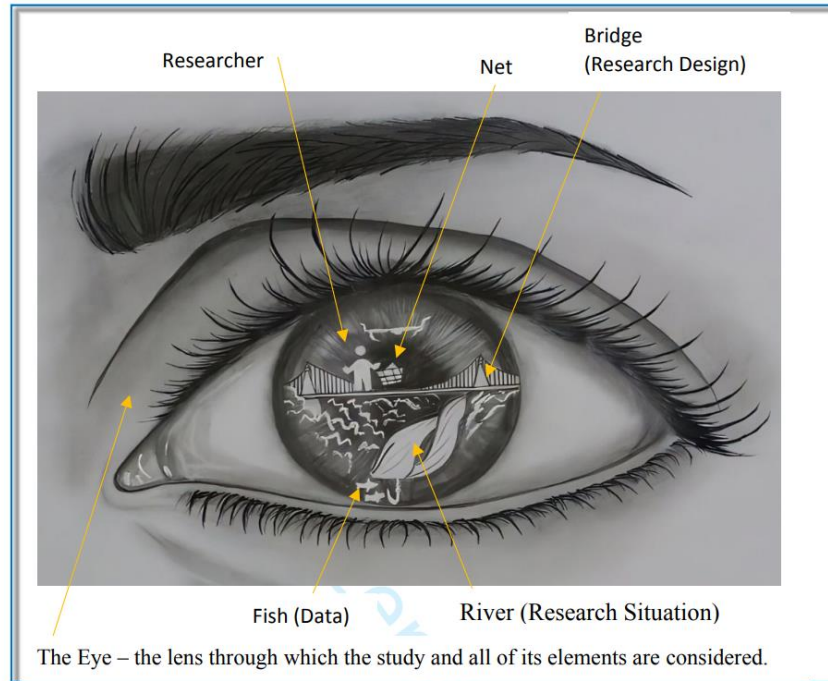 Bridge
(Research Design)
Researcher
Net
Fish (Data)
River (Research Situation)
The Eye – the lens through which the study and all of its elements are considered.